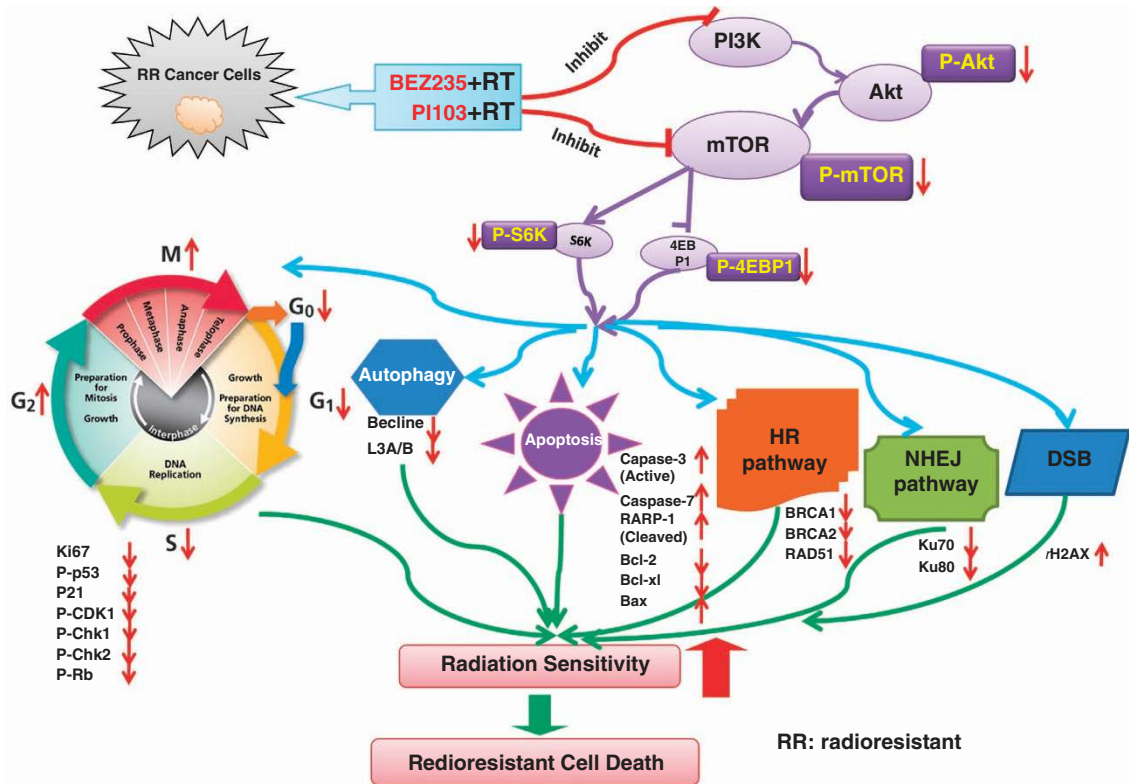 RR Cancer Cells
BEZ235+RT
PI103+RT
Inhibit
Inhibit
PI3K
P-Akt
Akt
mTOR
P-mTOR
P-S6K
S6K
4EB
P1
P-4EBP1
M
G0
G1
G2
S
Prophase
Metaphase
Anaphase
Telophase
Preparation
for
Mitosis
Growth
Growth
Preparation
for DNA
Synthesis
Interphase
DNA
Replication
Ki67
P-p53
P21
P-CDK1
P-Chk1
P-Chk2
P-Rb
Autophagy
Becline
L3A/B
Apoptosis
Capase-3
(Active)
Caspase-7
RARP-1
(Cleaved)
Bcl-2
Bcl-xl
Bax
HR
pathway
BRCA1
BRCA2
RAD51
NHEJ
pathway
Ku70
Ku80
DSB
rH2AX
Radiation Sensitivity
Redioresistant Cell Death
RR: radioresistant